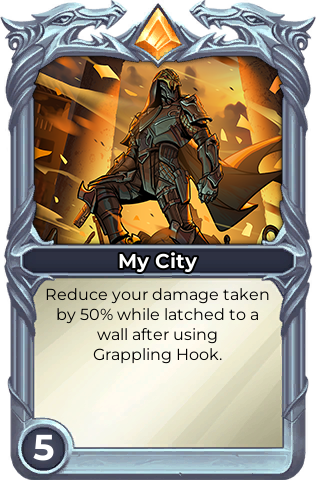 My City
Reduce your damage taken
by 50% while latched to a
wall after using
Grappling Hook.
5